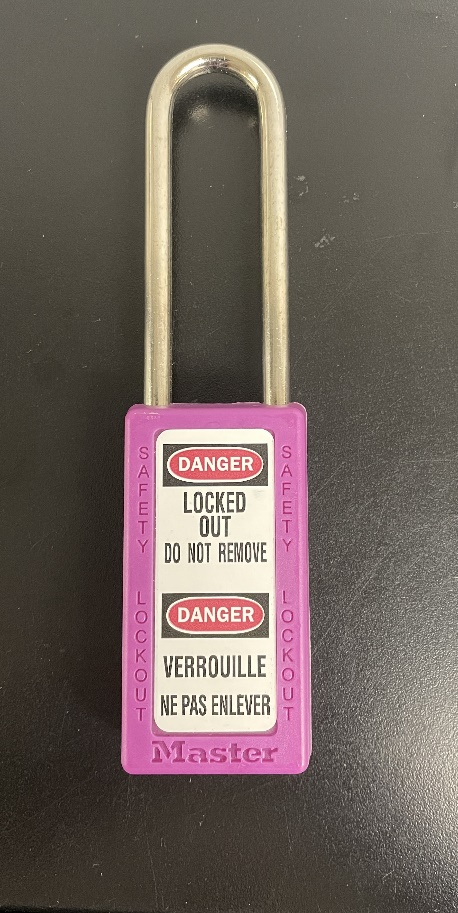 SAFETY LOCKOUT
DANGER
LOCKED
OUT
DO NOT REMOVE
DANGER
VERROUILLE
NE PAS ENLEVER
SAFETY LOCKOUT
Master